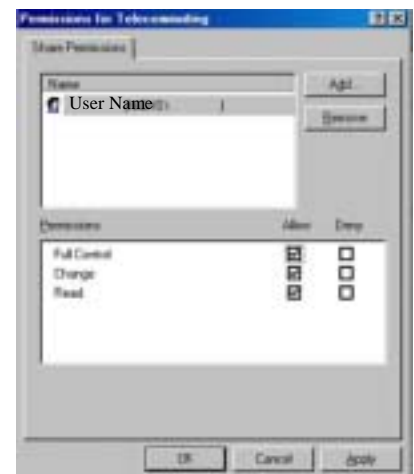 Permissions for Telecommuting
Share Permissions
Name
Add...
User Name
Remove
Permissions
Allow
Deny
Full Control
Change
Read
OK
Cancel
Apply